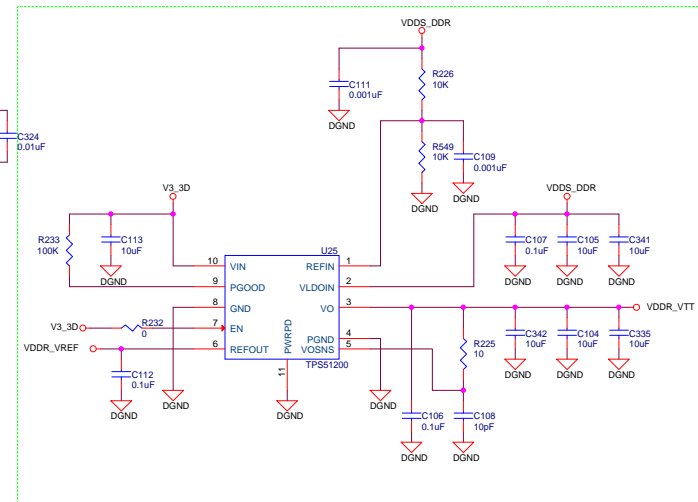 VDDS_DDR
C111
0.001uF
DGND
R226
10K
C324
0.01uF
R549
10K
C109
0.001uF
DGND
DGND
V3_3D
VDDS_DDR
R233
100K
C113
10uF
DGND
C107
0.1uF
C105
10uF
C341
10uF
DGND
DGND
DGND
U25
10
VIN
REFIN
1
9
PGOOD
VLDOIN
2
8
GND
VO
3
VDDR_VTT
V3_3D
R232
0
7
EN
PWRPD
PGND
4
VDDR_VREF
6
REFOUT
VOSNS
5
11
TPS51200
R225
10
C342
10uF
C104
10uF
C335
10uF
DGND
DGND
DGND
C112
0.1uF
DGND
DGND
DGND
DGND
C106
0.1uF
C108
10pF
DGND
DGND